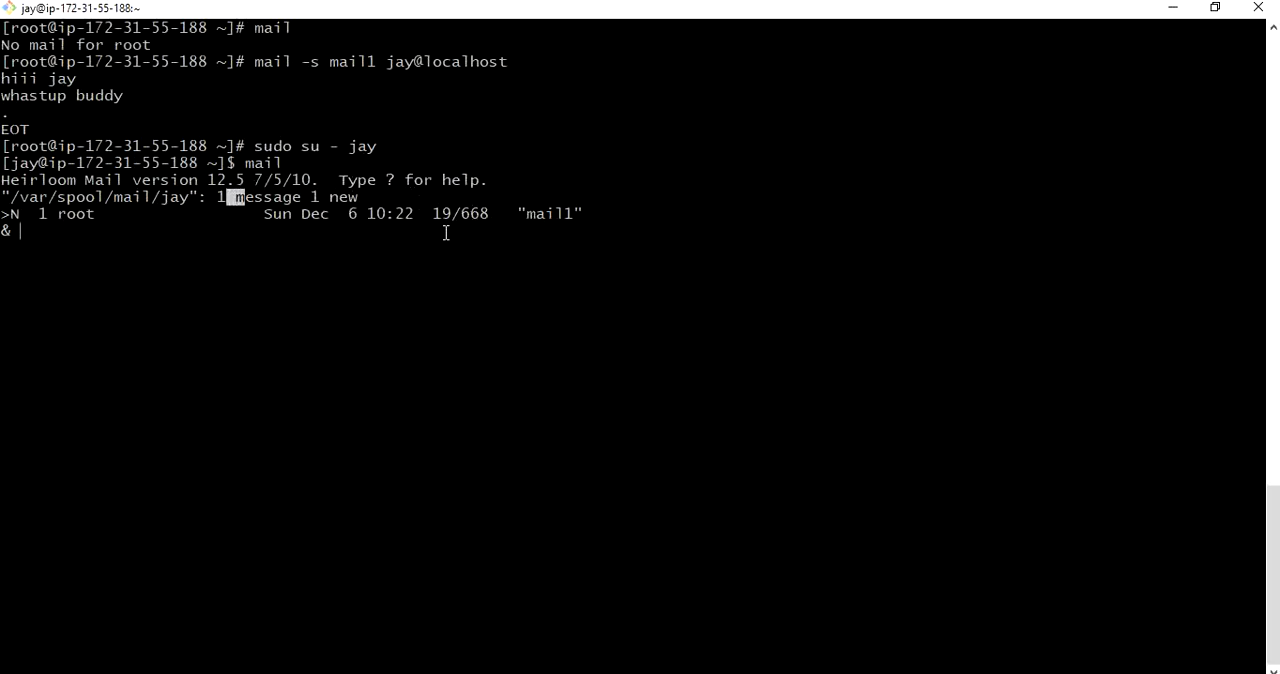 jay@ip-172-31-55-188:~
[root@ip-172-31-55-188 ~]# mail
No mail for root
[root@ip-172-31-55-188 ~]# mail -s mail1 jay@localhost
hiii jay
whastup buddy
.
EOT
[root@ip-172-31-55-188 ~]# sudo su - jay
[jay@ip-172-31-55-188 ~]$ mail
Heirloom Mail version 12.5 7/5/10.  Type ? for help.
"/var/spool/mail/jay": 1 message 1 new
>N  1 root                  Sun Dec  6 10:22  19/668   "mail1"
&